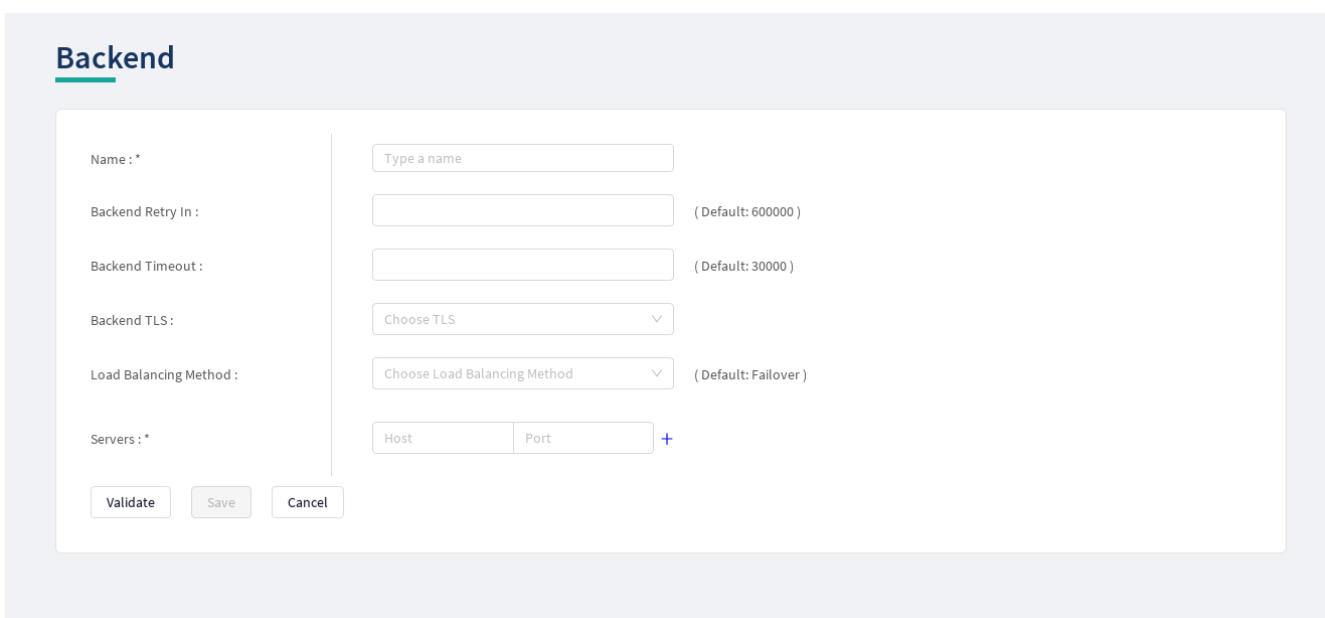 Backend
Name : * Type a name
Backend Retry In : ( Default: 600000 )
Backend Timeout : ( Default: 30000 )
Backend TLS : Choose TLS
Load Balancing Method : Choose Load Balancing Method ( Default: Failover )
Servers : * Host Port +
Validate Save Cancel